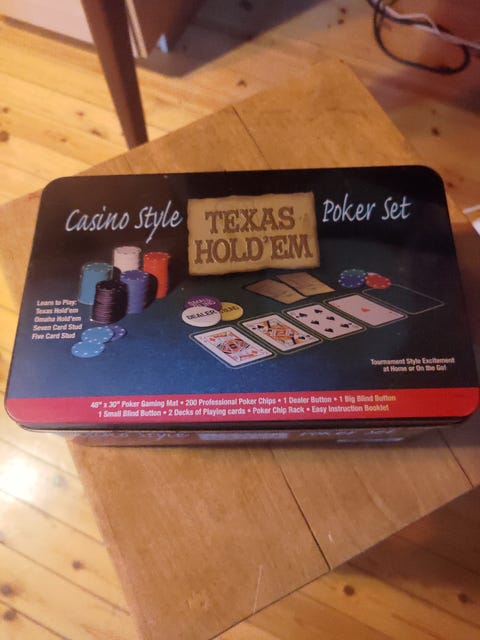 Casino Style
TEXAS
HOLD'EM
Poker Set
Learn to Play:
Texas Hold'em
Omaha Hold'em
Seven Card Stud
Five Card Stud
DEALER
Tournament Style Excitement
at Home or On the Go!
48" x 30" Poker Gaming Mat • 200 Professional Poker Chips • 1 Dealer Button • 1 Big Blind Button
1 Small Blind Button • 2 Decks of Playing cards • Poker Chip Rack • Easy Instruction Booklet